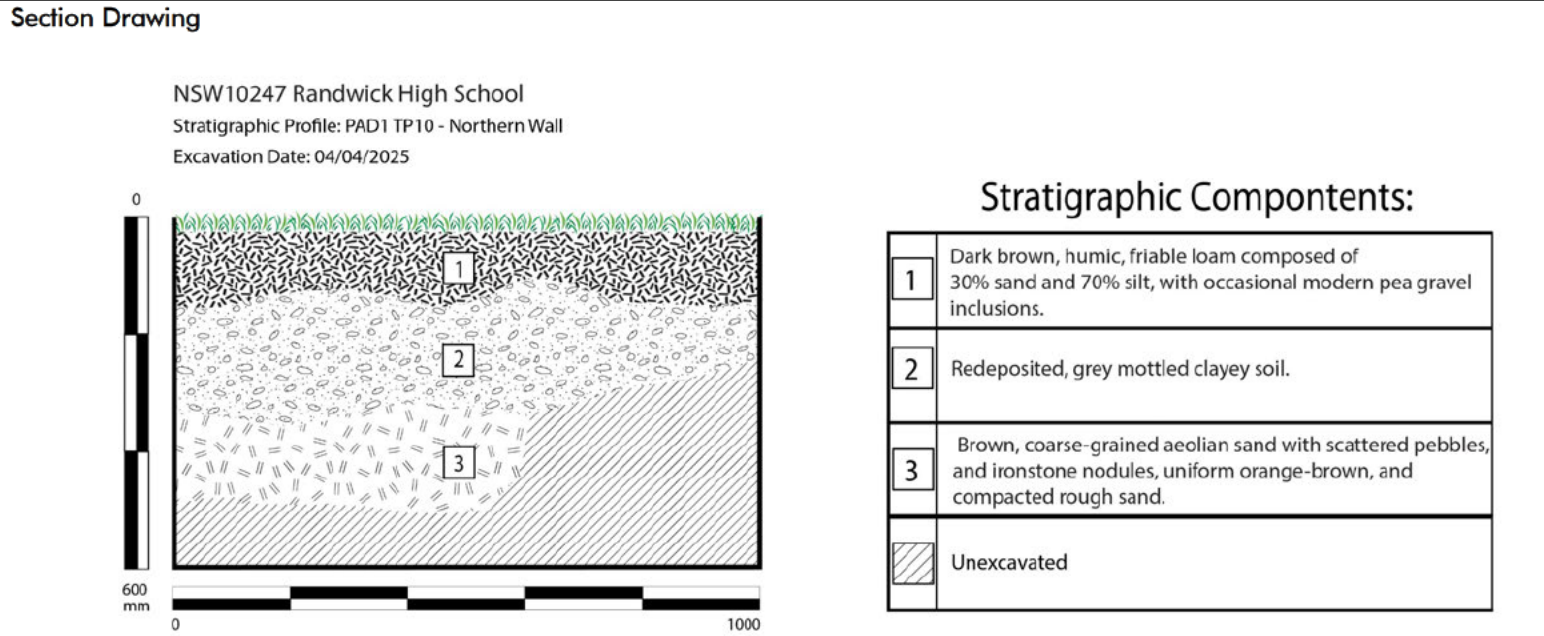 Section Drawing
NSW10247 Randwick High School
Stratigraphic Profile: PAD1 TP10 - Northern Wall
Excavation Date: 04/04/2025
0
1
2
3
600
mm
0
1000
Stratigraphic Compontents:
1
Dark brown, humic, friable loam composed of
30% sand and 70% silt, with occasional modern pea gravel
inclusions.
2
Redeposited, grey mottled clayey soil.
3
Brown, coarse-grained aeolian sand with scattered pebbles,
and ironstone nodules, uniform orange-brown, and
compacted rough sand.
Unexcavated